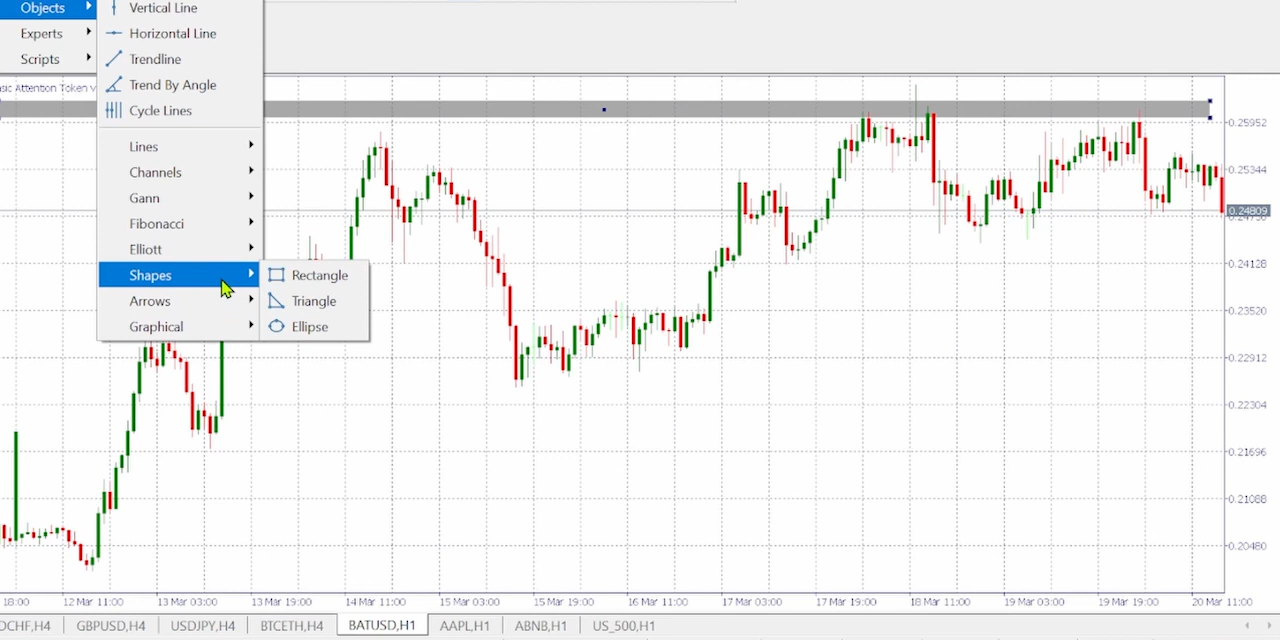 Objects
Vertical Line
Experts
Horizontal Line
Scripts
Trendline
Trend By Angle
Attention Token v
Cycle Lines
Lines
Channels
Gann
Fibonacci
Elliott
Shapes
Rectangle
Arrows
Triangle
Graphical
Ellipse
0.25952
0.25344
0.24809
0.24128
0.23520
0.22912
0.22304
0.21696
0.21088
0.20480
18:00 12 Mar 11:00 13 Mar 03:00 13 Mar 19:00 14 Mar 11:00 15 Mar 03:00 15 Mar 19:00 16 Mar 11:00 17 Mar 03:00 17 Mar 19:00 18 Mar 11:00 19 Mar 03:00 19 Mar 19:00 20 Mar 11:00
DCHF,H4 GBPUSD,H4 USDJPY,H4 BTCETH,H4 BATUSD,H1 AAPL,H1 ABNB,H1 US_500,H1